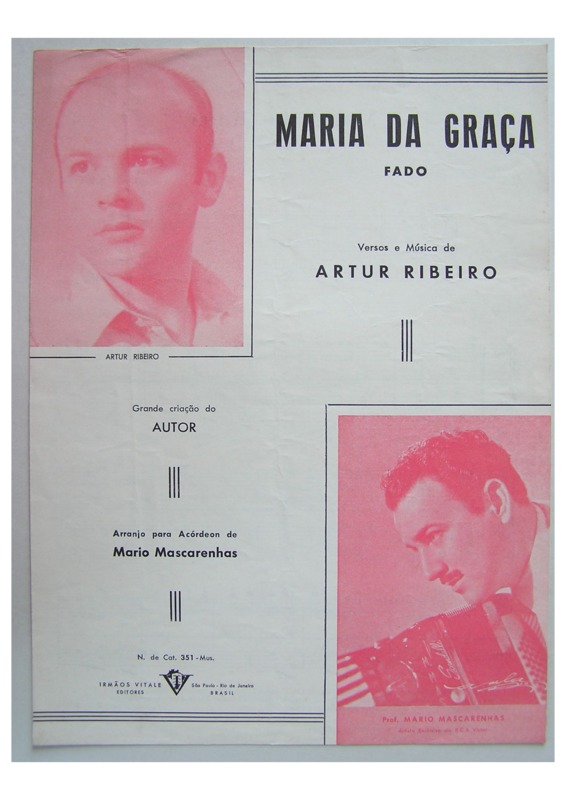 MARIA DA GRAÇA
FADO
Versos e Música de
ARTUR RIBEIRO
ARTUR RIBEIRO
Grande criação do
AUTOR
Arranjo para Acórdeon de
Mario Mascarenhas
N. de Cat. 351 - Mus.
IRMÃOS VITALE
EDITORES
São Paulo - Rio de Janeiro
BRASIL
Prof. MARIO MASCARENHAS